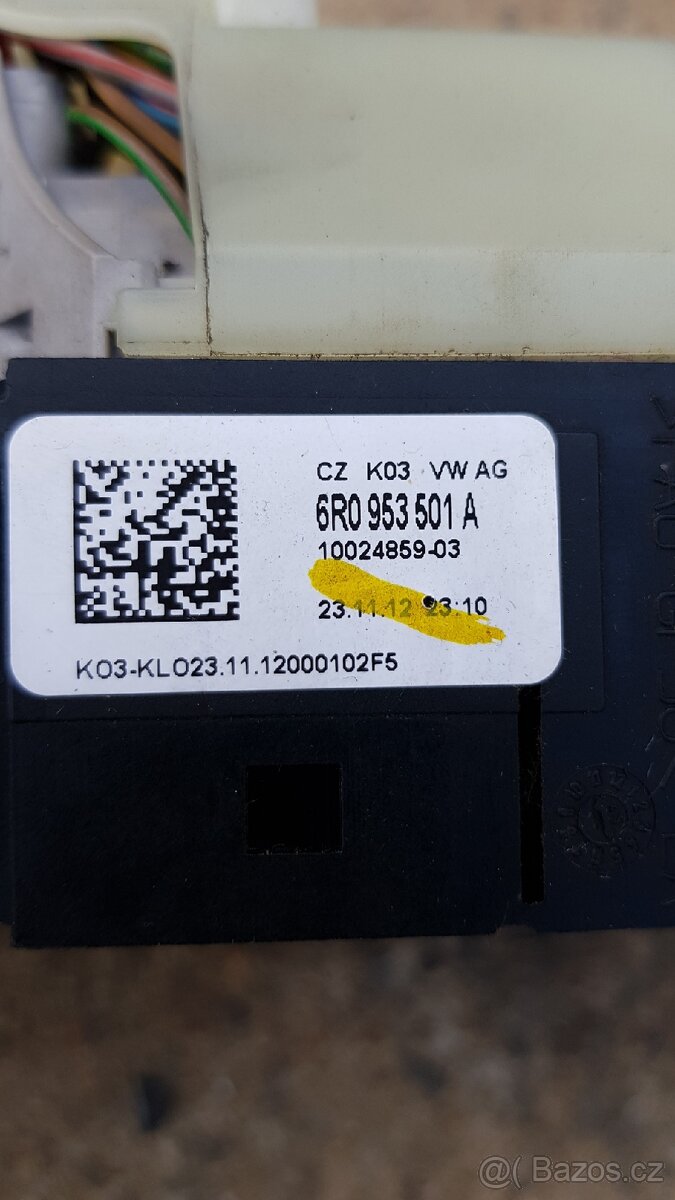 CZ K03 VW AG
6R0 953 501 A
10024859-03
23.11.12 23:10
K03-KLO23.11.12000102F5
@( Bazos.cz